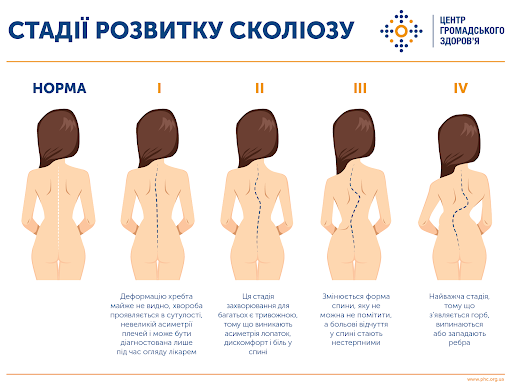 СТАДІЇ РОЗВИТКУ СКОЛІОЗУ
ЦЕНТР
ГРОМАДСЬКОГО
ЗДОРОВ'Я
НОРМА
I
II
III
IV
Деформацію хребта
майже не видно, хвороба
проявляється в сутулості,
невеликій асиметрії
плечей і може бути
діагностована лише
під час огляду лікарем
Ця стадія
захворювання для
багатьох є тривожною,
тому що виникають
асиметрія лопаток,
дискомфорт і біль у
спині
Змінюється форма
спини, яку не
можна не помітити,
а больові відчуття
у спині стають
нестерпними
Найважча стадія,
тому що
з'являється горб,
випинаються
або западають
ребра
www.phc.org.ua